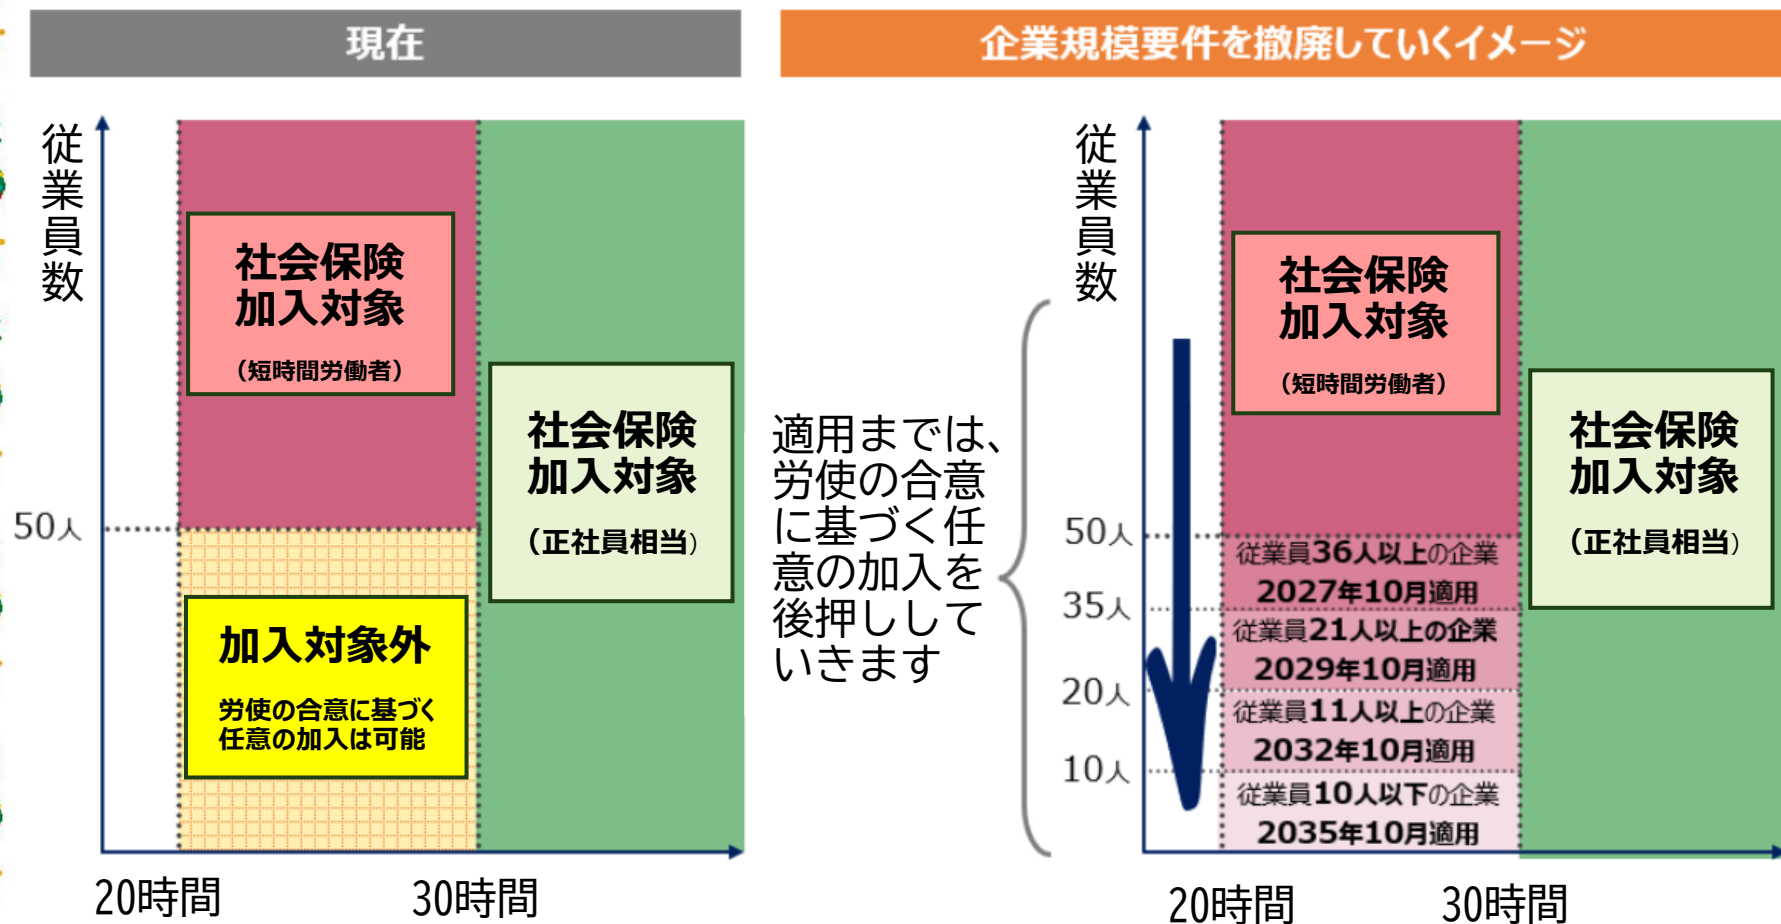 現在
従業員数
社会保険
加入対象
（短時間労働者）
社会保険
加入対象
（正社員相当）
50人
加入対象外
労使の合意に基づく
任意の加入は可能
20時間
30時間
企業規模要件を撤廃していくイメージ
適用までは、
労使の合意
に基づく任
意の加入を
後押しして
いきます
従業員数
社会保険
加入対象
（短時間労働者）
社会保険
加入対象
（正社員相当）
50人
従業員36人以上の企業
2027年10月適用
35人
従業員21人以上の企業
2029年10月適用
20人
従業員11人以上の企業
2032年10月適用
10人
従業員10人以下の企業
2035年10月適用
20時間
30時間